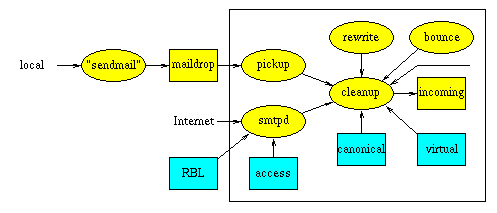 rewrite
bounce
local
"sendmail"
maildrop
pickup
cleanup
incoming
Internet
smtpd
canonical
virtual
RBL
access